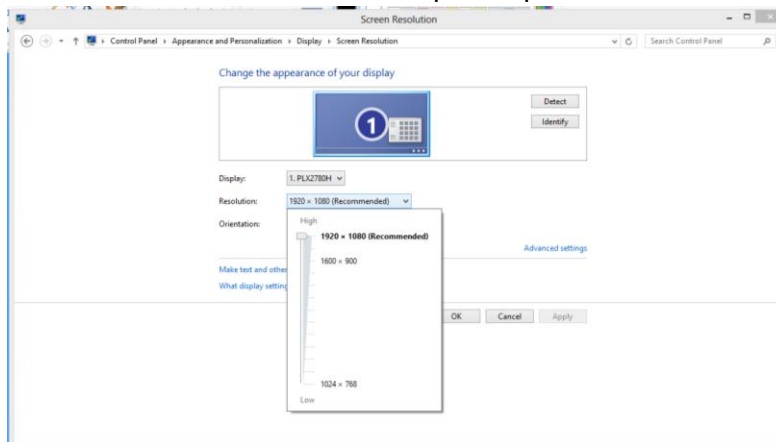 Screen Resolution
Control Panel › Appearance and Personalization › Display › Screen Resolution
Search Control Panel
Change the appearance of your display
1
Detect
Identify
Display: 1. PLX2780H
Resolution: 1920 × 1080 (Recommended)
Orientation:
High
1920 × 1080 (Recommended)
1600 × 900
Advanced settings
Make text and other
What display setting
OK Cancel Apply
1024 × 768
Low